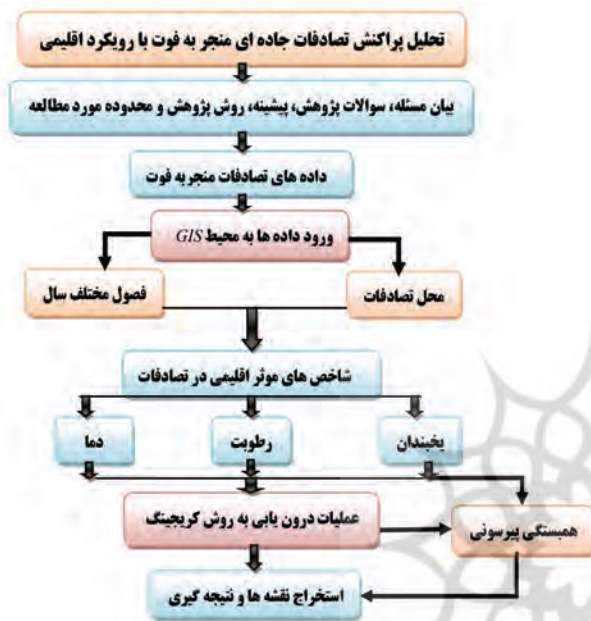 تحلیل پراکنش تصادفات جاده ای منجر به فوت با رویکرد اقلیمی
بیان مسئله، سوالات پژوهش، پیشینه، روش پژوهش و محدوده مورد مطالعه
داده های تصادفات منجر به فوت
ورود داده ها به محیط GIS
محل تصادفات
فصول مختلف سال
شاخص های موثر اقلیمی در تصادفات
یخبندان
رطوبت
دما
عملیات درون یابی به روش کریجینگ
همبستگی پیرسونی
استخراج نقشه ها و نتیجه گیری